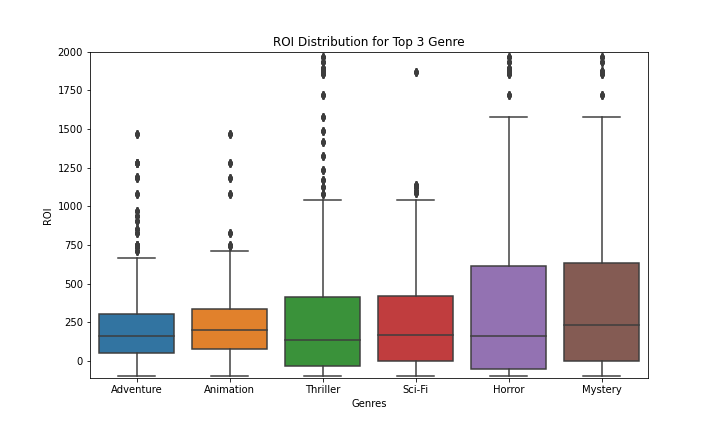 ROI Distribution for Top 3 Genre
2000
1750
1500
1250
1000
750
500
250
0
ROI
Adventure Animation Thriller Sci-Fi Horror Mystery
Genres